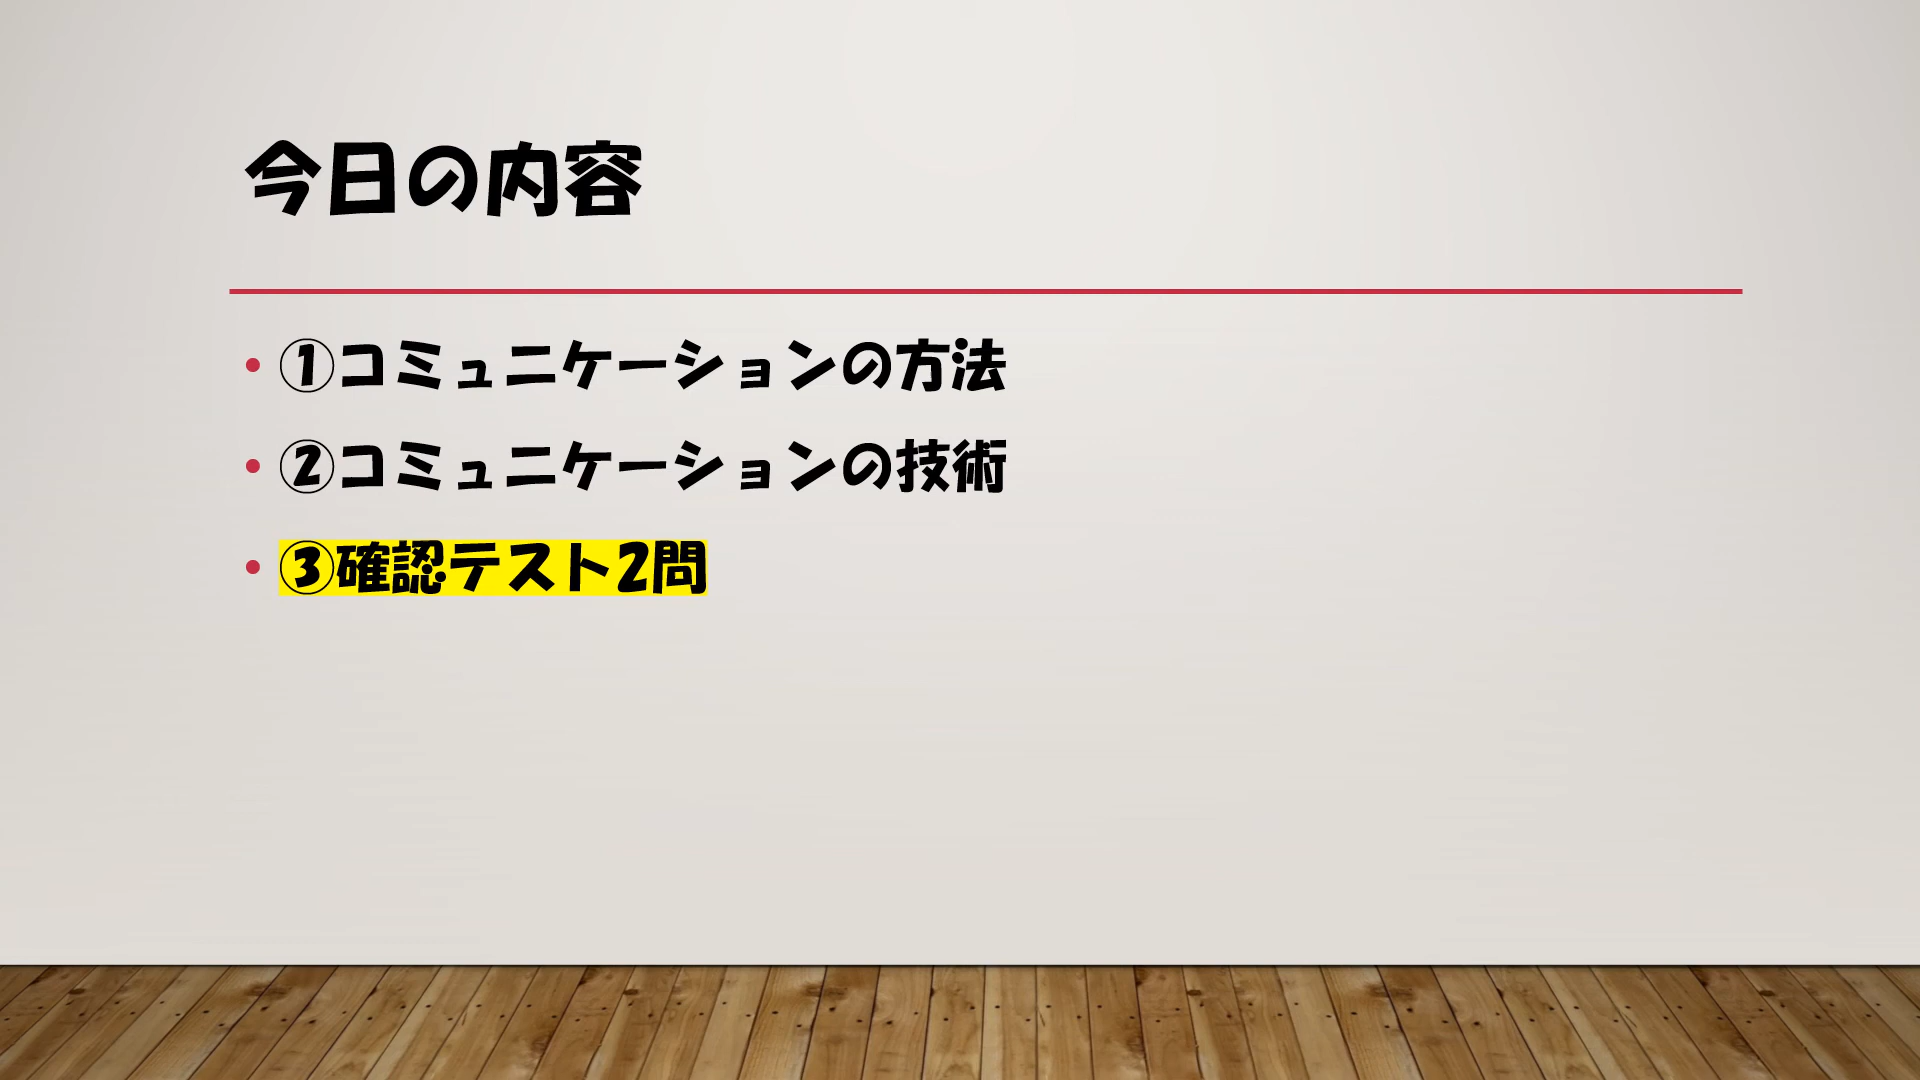 今日の内容
• ①コミュニケーションの方法
• ②コミュニケーションの技術
• ③確認テスト2問